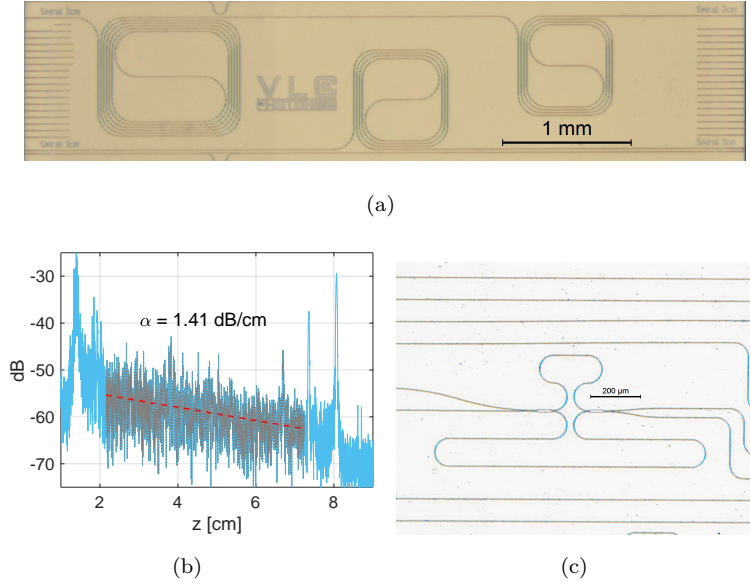 Spiral 3cm
Spiral 3cm
VLC
PHOTONICS
1 mm
Spiral 1cm
Spiral 1cm
(a)
-30
-40
-50
-60
-70
dB
α = 1.41 dB/cm
2
4
6
8
z [cm]
200 μm
(b)
(c)